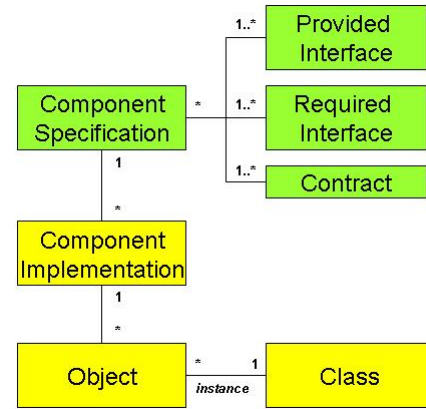 1..*
Provided
Interface
Component
Specification
*
1..*
Required
Interface
1..*
Contract
1
*
Component
Implementation
1
*
Object
*
1
instance
Class